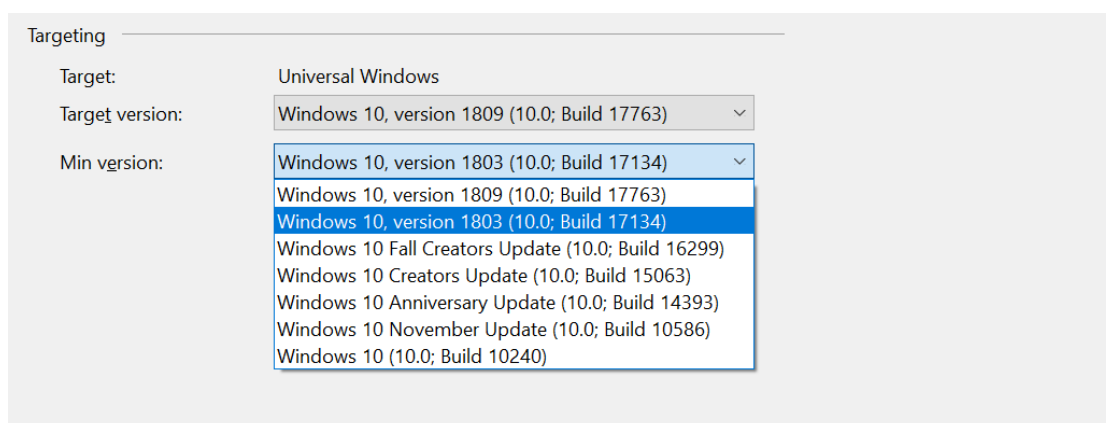 Targeting
Target: Universal Windows
Target version: Windows 10, version 1809 (10.0; Build 17763)
Min version: Windows 10, version 1803 (10.0; Build 17134)
Windows 10, version 1809 (10.0; Build 17763)
Windows 10, version 1803 (10.0; Build 17134)
Windows 10 Fall Creators Update (10.0; Build 16299)
Windows 10 Creators Update (10.0; Build 15063)
Windows 10 Anniversary Update (10.0; Build 14393)
Windows 10 November Update (10.0; Build 10586)
Windows 10 (10.0; Build 10240)